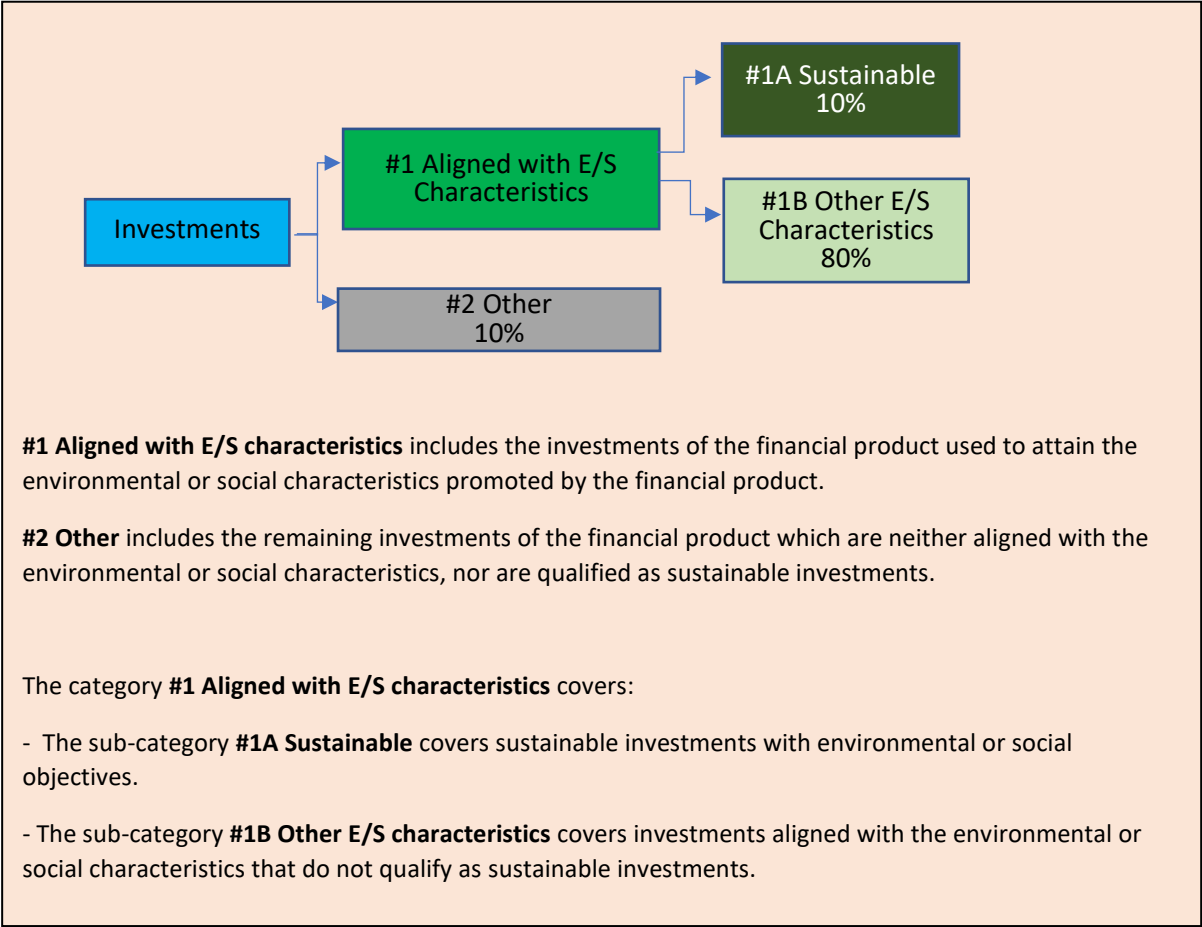 #1A Sustainable
10%
#1 Aligned with E/S
Characteristics
#1B Other E/S
Characteristics
80%
Investments
#2 Other
10%
#1 Aligned with E/S characteristics includes the investments of the financial product used to attain the
environmental or social characteristics promoted by the financial product.
#2 Other includes the remaining investments of the financial product which are neither aligned with the
environmental or social characteristics, nor are qualified as sustainable investments.
The category #1 Aligned with E/S characteristics covers:
- The sub-category #1A Sustainable covers sustainable investments with environmental or social
objectives.
- The sub-category #1B Other E/S characteristics covers investments aligned with the environmental or
social characteristics that do not qualify as sustainable investments.